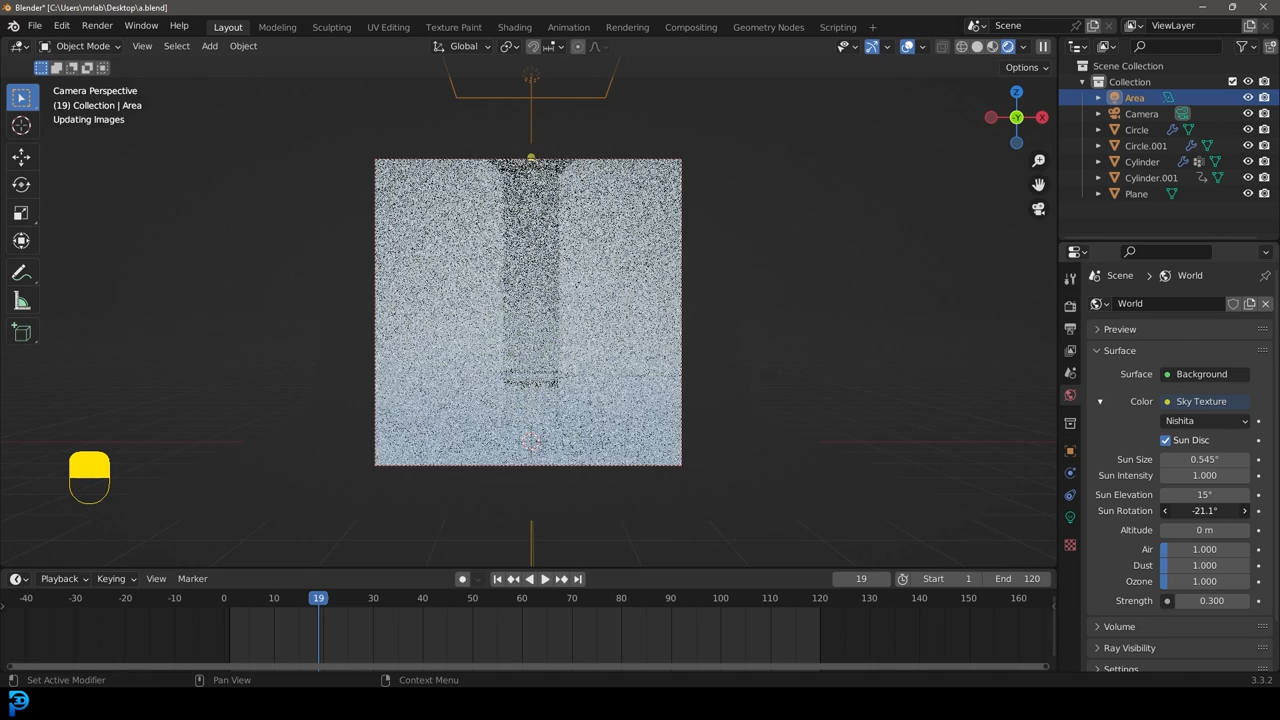 Blender* [C:\Users\mrlab\Desktop\a.blend]
File Edit Render Window Help Layout Modeling Sculpting UV Editing Texture Paint Shading Animation Rendering Compositing Geometry Nodes Scripting + Scene ViewLayer
Object Mode View Select Add Object Global
Options
Camera Perspective
(19) Collection | Area
Updating Images
Z
-Y
X
Scene Collection
Collection
Area
Camera
Circle
Circle.001
Cylinder
Cylinder.001
Plane
Scene > World
World
Preview
Surface
Surface Background
Color Sky Texture
Nishita
Sun Disc
Sun Size 0.545°
Sun Intensity 1.000
Sun Elevation 15°
Sun Rotation -21.1°
Altitude 0 m
Air 1.000
Dust 1.000
Ozone 1.000
Strength 0.300
Volume
Ray Visibility
Settings
Playback Keying View Marker 19 Start 1 End 120
-40 -30 -20 -10 0 10 19 30 40 50 60 70 80 90 100 110 120 130 140 150 160
Set Active Modifier Pan View Context Menu 3.3.2